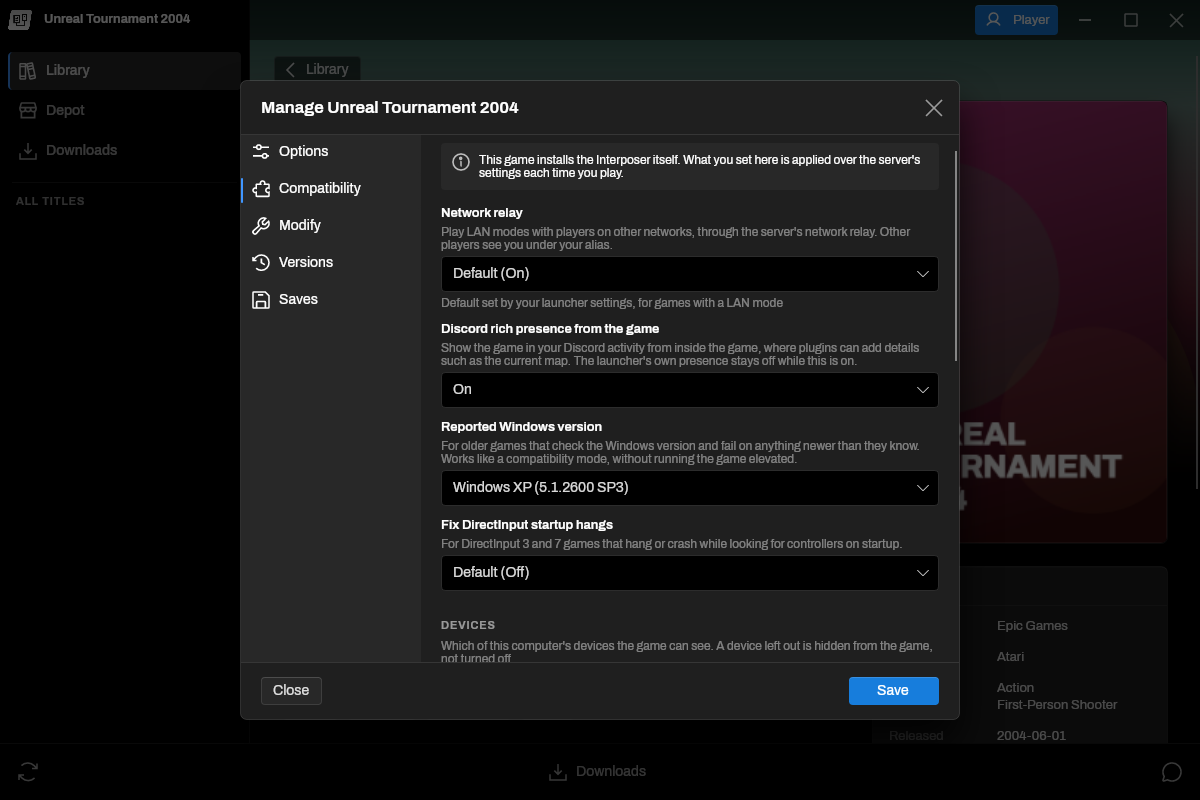 Unreal Tournament 2004
Player
Library
Depot
Downloads
ALL TITLES
Library
Manage Unreal Tournament 2004
Options
Compatibility
Modify
Versions
Saves
This game installs the Interposer itself. What you set here is applied over the server's
settings each time you play.
Network relay
Play LAN modes with players on other networks, through the server's network relay. Other
players see you under your alias.
Default (On)
Default set by your launcher settings, for games with a LAN mode
Discord rich presence from the game
Show the game in your Discord activity from inside the game, where plugins can add details
such as the current map. The launcher's own presence stays off while this is on.
On
Reported Windows version
For older games that check the Windows version and fail on anything newer than they know.
Works like a compatibility mode, without running the game elevated.
Windows XP (5.1.2600 SP3)
Fix DirectInput startup hangs
For DirectInput 3 and 7 games that hang or crash while looking for controllers on startup.
Default (Off)
DEVICES
Which of this computer's devices the game can see. A device left out is hidden from the game,
not turned off
Close
Save
REAL
RNAMENT
4
Epic Games
Atari
Action
First-Person Shooter
Released
2004-06-01
Downloads